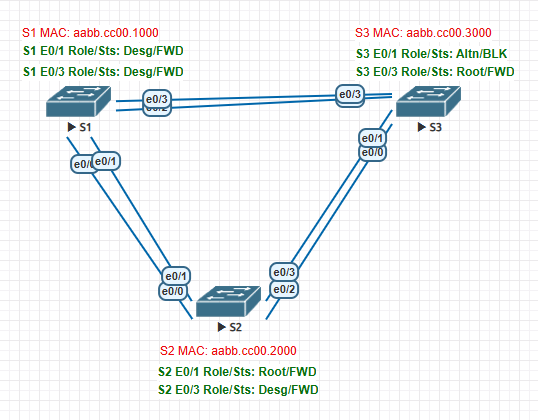 S1 MAC: aabb.cc00.1000
S1 E0/1 Role/Sts: Desg/FWD
S1 E0/3 Role/Sts: Desg/FWD
S3 MAC: aabb.cc00.3000
S3 E0/1 Role/Sts: Altn/BLK
S3 E0/3 Role/Sts: Root/FWD
e0/3
e0/3
S1
S3
e0/1
e0/1
e0/0
e0/1
e0/0
e0/3
e0/2
S2
S2 MAC: aabb.cc00.2000
S2 E0/1 Role/Sts: Root/FWD
S2 E0/3 Role/Sts: Desg/FWD